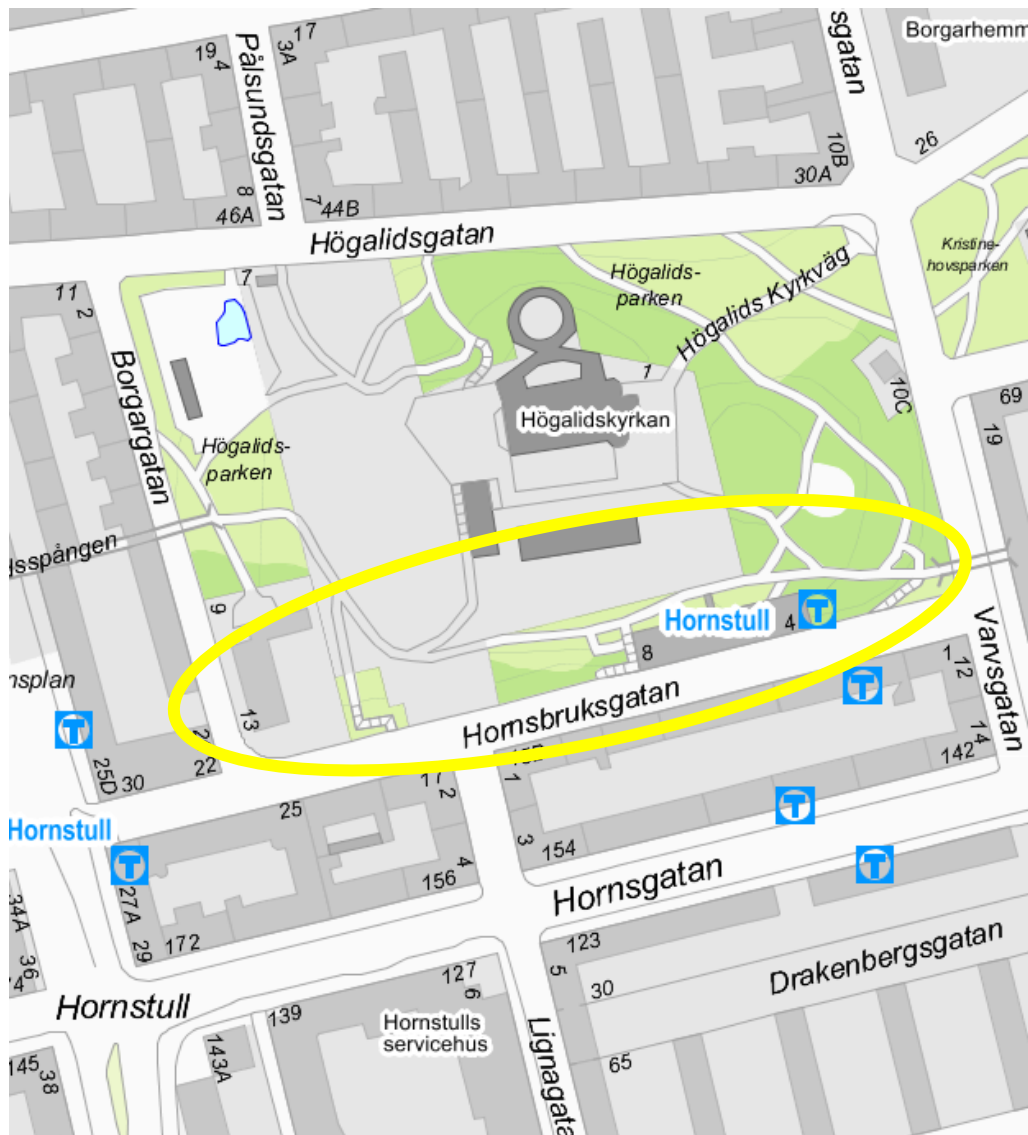 Borgarhemm
sgatan
17
3A
19
4
Pålsundsgatan
8
46A
7
44B
10B
30A
26
Högalidsgatan
Kristine-
hovsparken
Högalids-
parken
Högalids Kyrkväg
7
11
2
1
10C
69
19
Borgargatan
Högalidskyrkan
Högalids-
parken
dsspången
9
Hornstull
T
4
8
nsplan
T
13
Hornsbruksgatan
T
1
12
Varvsgatan
25D
30
22
17
2
1
142
14
T
Hornstull
25
T
27A
4
156
3
154
Hornsgatan
T
34A
36
74
29
172
123
5
30
Drakenbergsgatan
Hornstull
127
6
139
Hornstulls
servicehus
Lignagata
143A
65
145
38